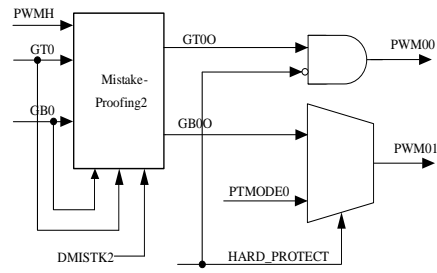 PWMH
GT0
GB0
Mistake-
Proofing2
GT0O
GB0O
PWM00
PWM01
PTMODE0
DMISTK2
HARD_PROTECT